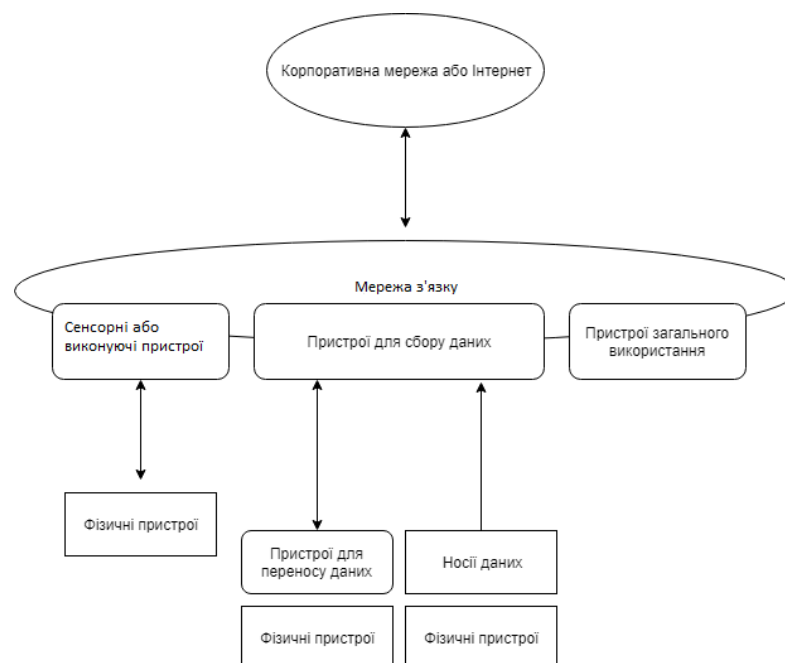 Корпоративна мережа або Інтернет
Мережа з'язку
Сенсорні або
виконуючі пристрої
Пристрої для сбору даних
Пристрої загального
використання
Фізичні пристрої
Пристрої для
переносу даних
Носії даних
Фізичні пристрої
Фізичні пристрої